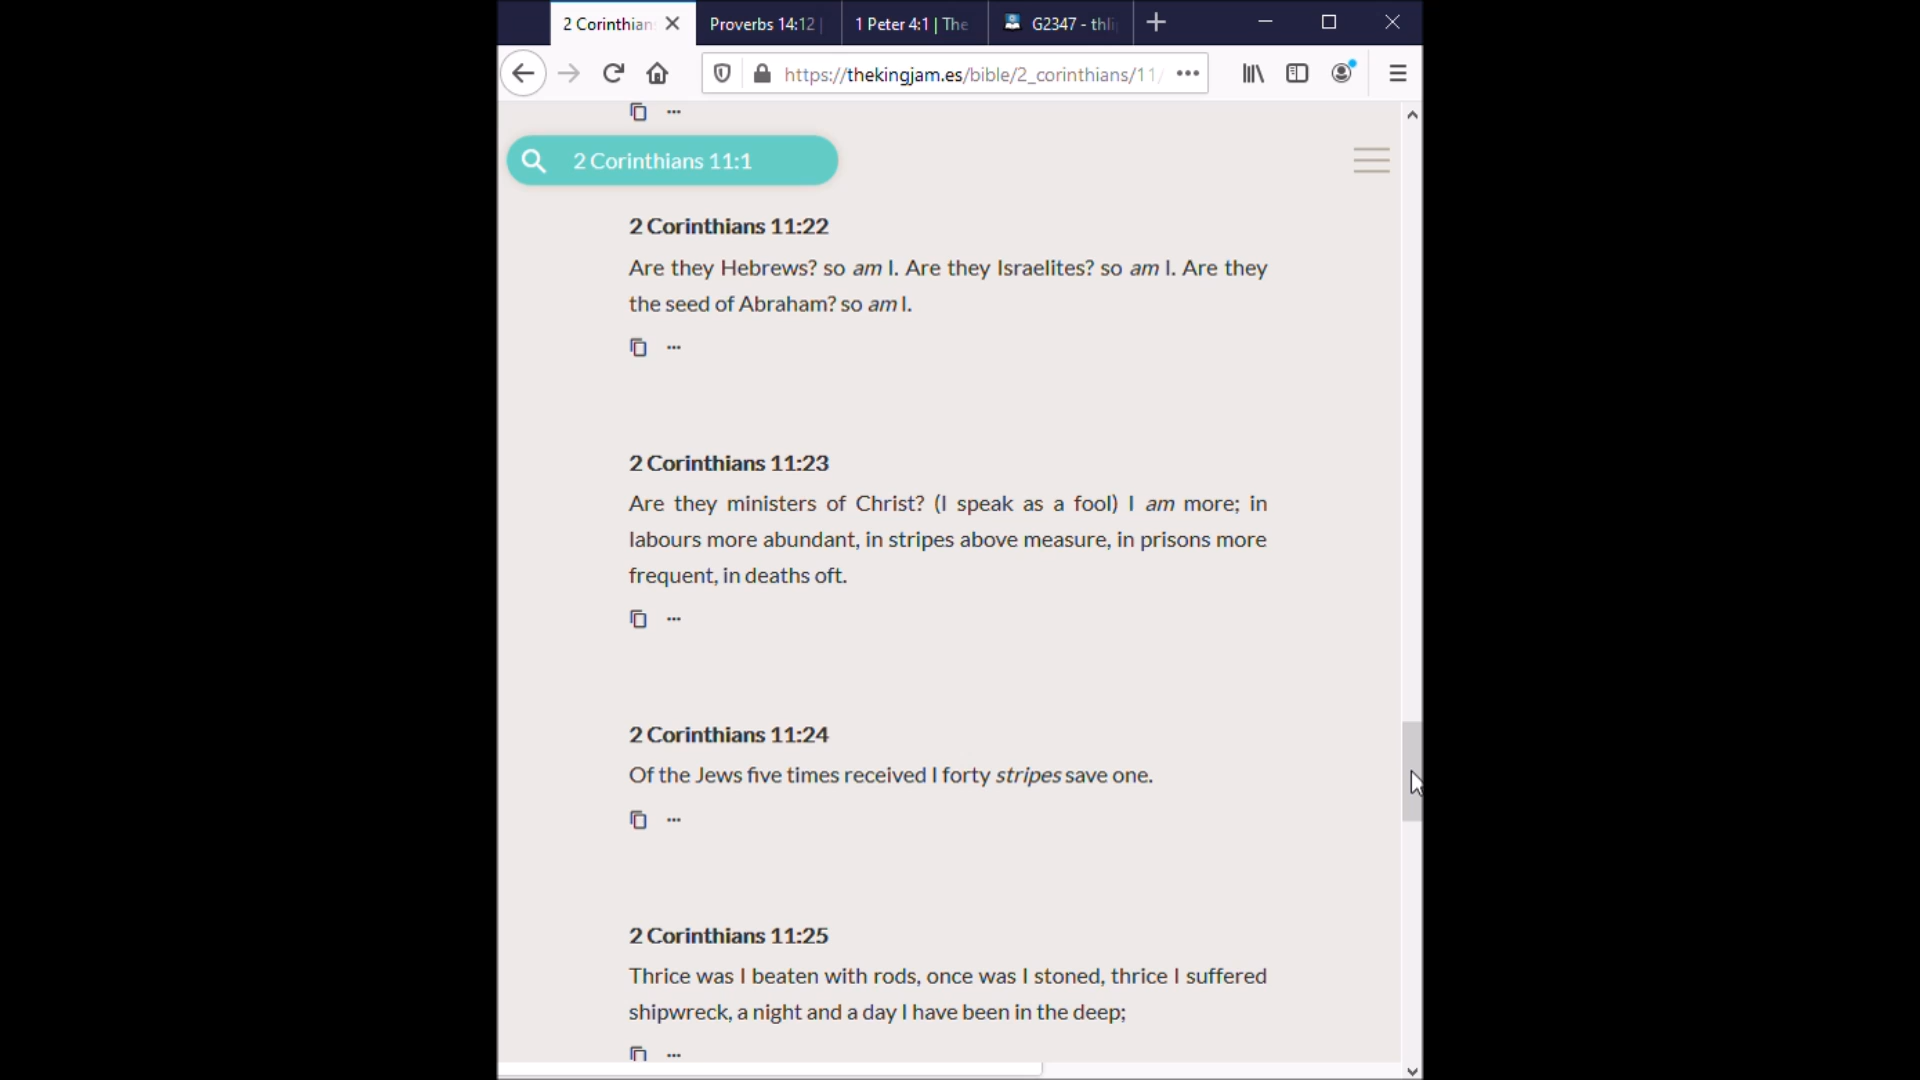 2 Corinthian
Proverbs 14:12
1 Peter 4:1 | The
G2347 - thli
https://thekingjam.es/bible/2_corinthians/11/
2 Corinthians 11:1
2 Corinthians 11:22
Are they Hebrews? so am I. Are they Israelites? so am I. Are they
the seed of Abraham? so am I.
2 Corinthians 11:23
Are they ministers of Christ? (I speak as a fool) I am more; in
labours more abundant, in stripes above measure, in prisons more
frequent, in deaths oft.
2 Corinthians 11:24
Of the Jews five times received I forty stripes save one.
2 Corinthians 11:25
Thrice was I beaten with rods, once was I stoned, thrice I suffered
shipwreck, a night and a day I have been in the deep;